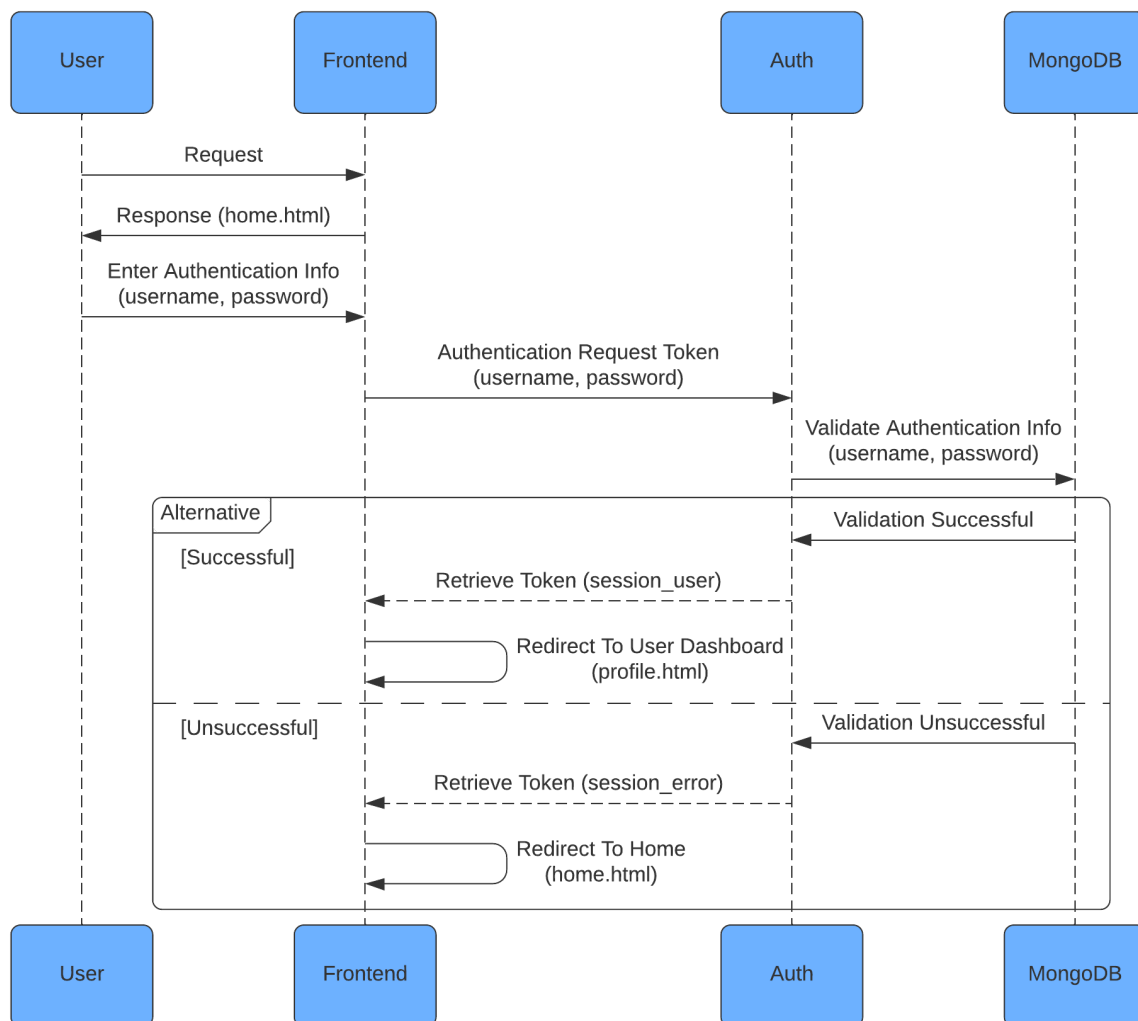 User
Frontend
Auth
MongoDB
Request
Response (home.html)
Enter Authentication Info
(username, password)
Authentication Request Token
(username, password)
Validate Authentication Info
(username, password)
Alternative
Validation Successful
[Successful]
Retrieve Token (session_user)
Redirect To User Dashboard
(profile.html)
[Unsuccessful]
Validation Unsuccessful
Retrieve Token (session_error)
Redirect To Home
(home.html)
User
Frontend
Auth
MongoDB